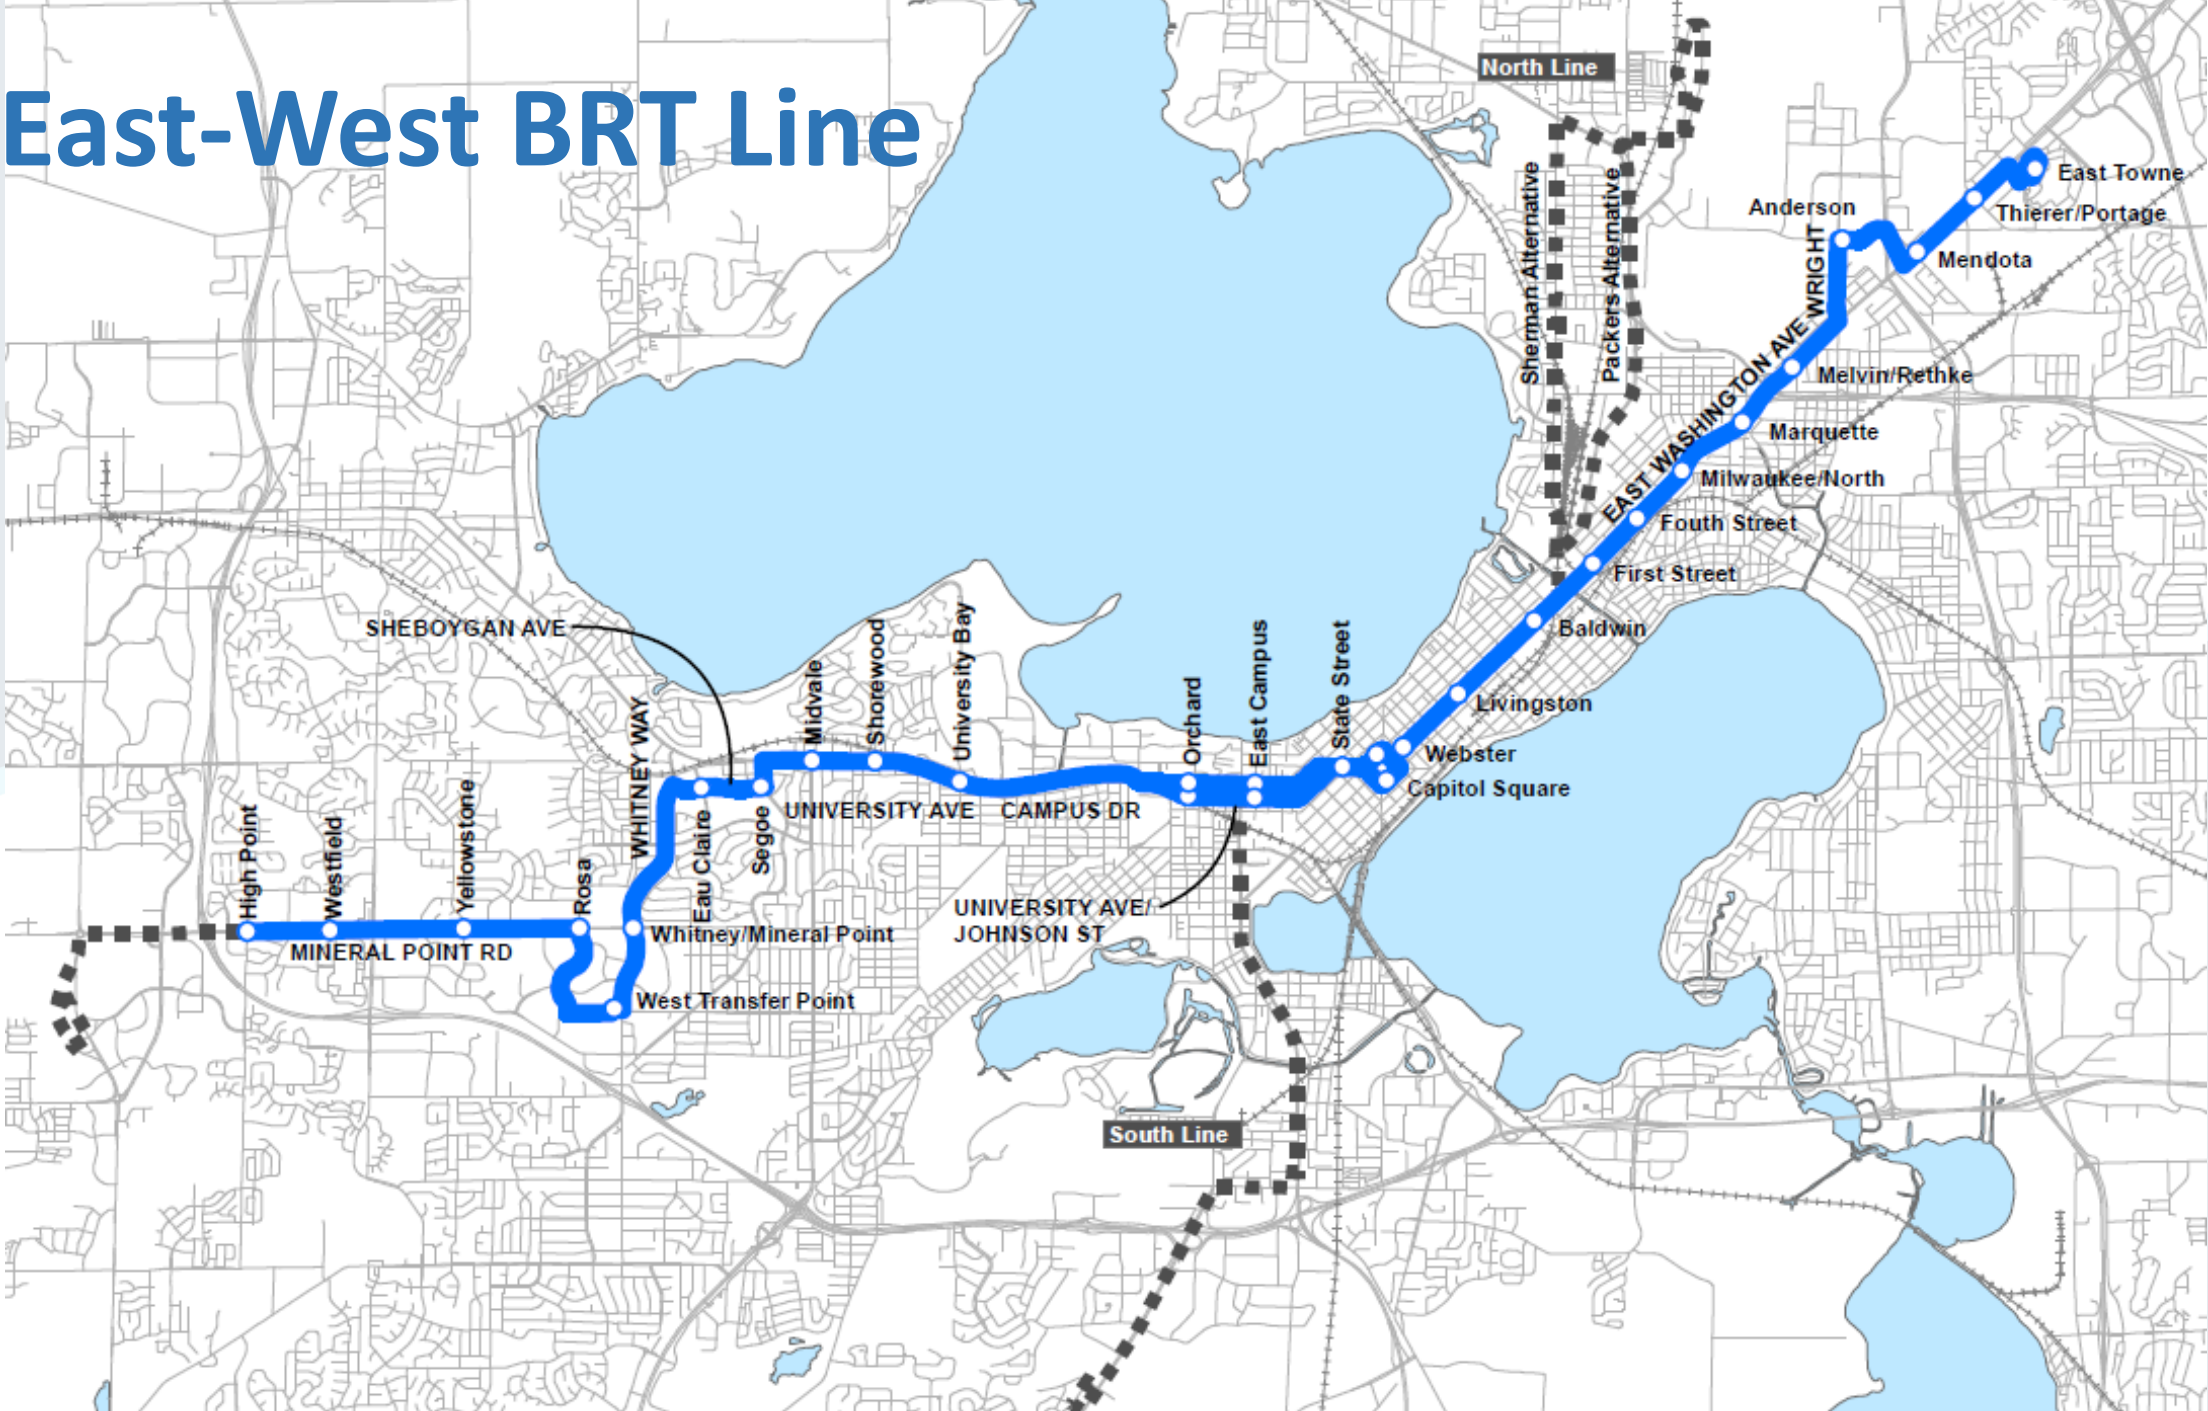 East-West BRT Line
North Line
Sherman Alternative
Packers Alternative
East Towne
Thierer/Portage
Anderson
WRIGHT
Mendota
EAST WASHINGTON AVE
Melvin/Rethke
Marquette
Milwaukee/North
Fouth Street
First Street
Baldwin
Livingston
Webster
Capitol Square
State Street
East Campus
Orchard
University Bay
Shorewood
Midvale
SHEBOYGAN AVE
WHITNEY WAY
UNIVERSITY AVE
CAMPUS DR
Segoe
Eau Claire
Rosa
Yellowstone
Westfield
High Point
MINERAL POINT RD
Whitney/Mineral Point
West Transfer Point
UNIVERSITY AVE/
JOHNSON ST
South Line